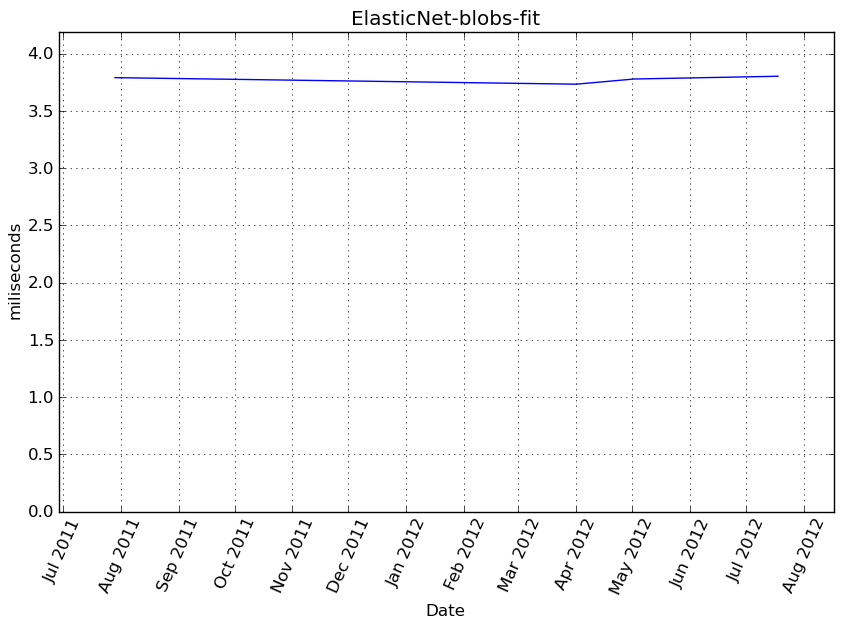 ElasticNet-blobs-fit
4.0
3.5
3.0
2.5
2.0
1.5
1.0
0.5
0.0
miliseconds
Jul 2011
Aug 2011
Sep 2011
Oct 2011
Nov 2011
Dec 2011
Jan 2012
Feb 2012
Mar 2012
Apr 2012
May 2012
Jun 2012
Jul 2012
Aug 2012
Date